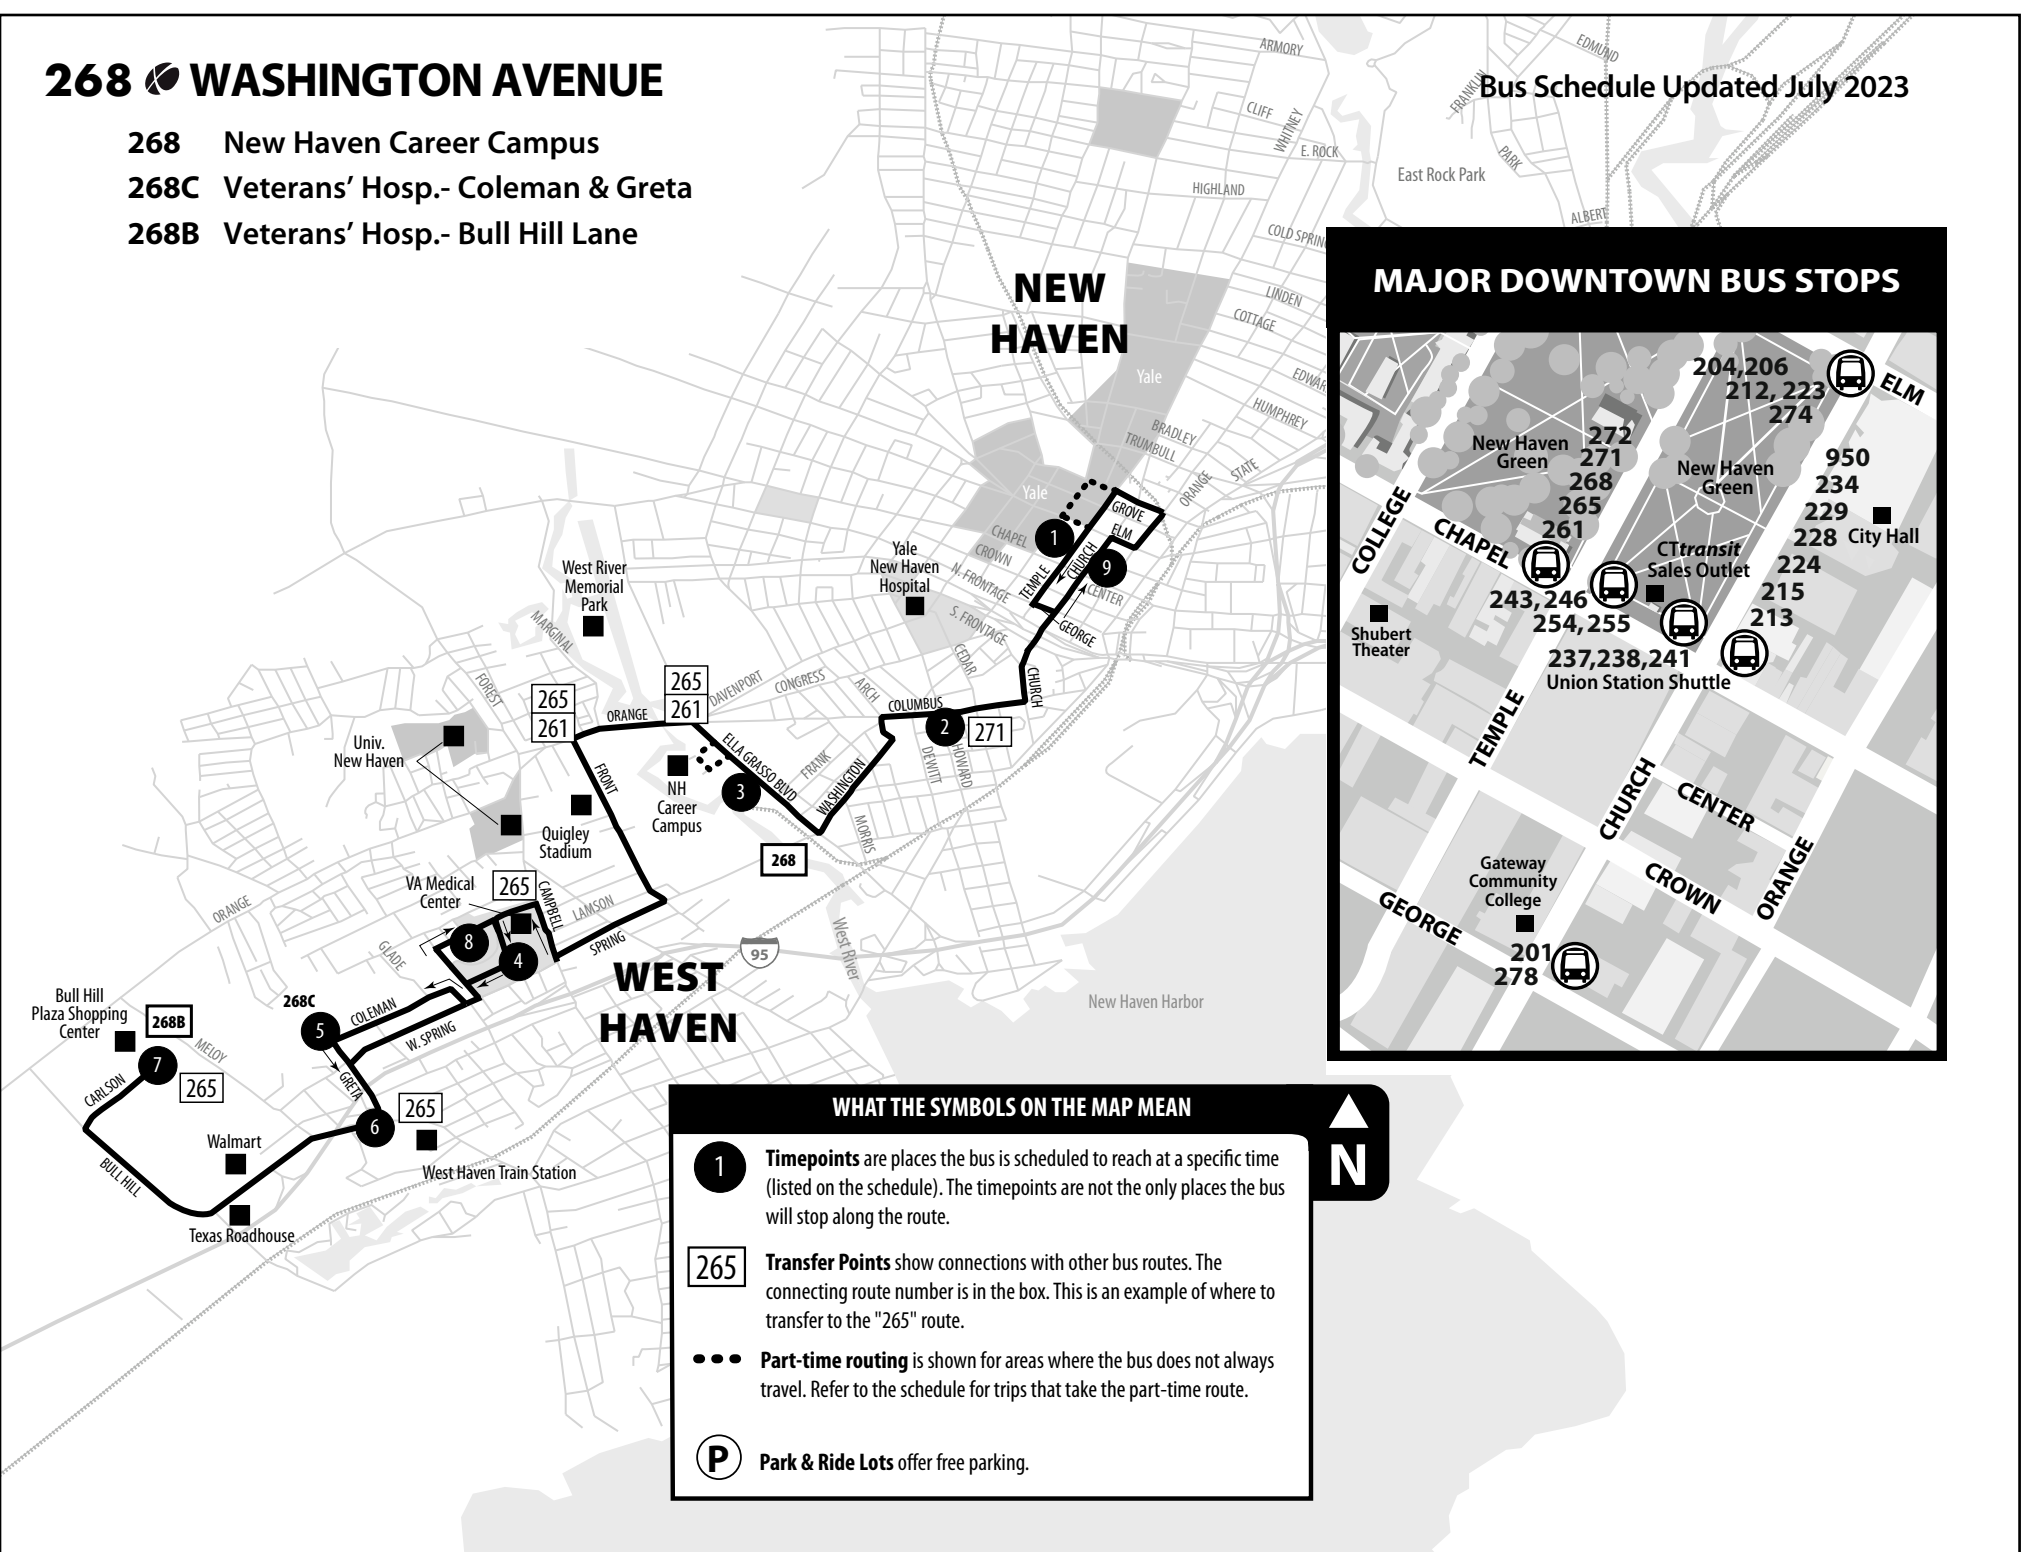 268 WASHINGTON AVENUE
268 New Haven Career Campus
268C Veterans’ Hosp.- Coleman & Greta
268B Veterans’ Hosp.- Bull Hill Lane
Bus Schedule Updated July 2023
ARMORY
EDMUND
FRANKLIN
CLIFF
WHITNEY
E. ROCK
PARK
East Rock Park
HIGHLAND
ALBERT
COLD SPRING
NEW
HAVEN
LINDEN
COTTAGE
Yale
EDWAR
HUMPHREY
BRADLEY
TRUMBULL
STATE
ORANGE
Yale
GROVE
ELM
1
CHAPEL
CROWN
CHURCH
9
TEMPLE
CENTER
N. FRONTAGE
S. FRONTAGE
GEORGE
Yale
New Haven
Hospital
West River
Memorial
Park
MARGINAL
CEDAR
CHURCH
FOREST
265
261
265
261
DAVENPORT
CONGRESS
ARCH
COLUMBUS
2
271
ORANGE
ELLA GRASSO BLVD
FRANK
DEWITT
HOWARD
Univ.
New Haven
FRONT
NH
Career
Campus
3
WASHINGTON
MORRIS
Quigley
Stadium
268
VA Medical
Center
265
CAMPBELL
LAMSON
ORANGE
8
4
SPRING
GLADE
95
West River
WEST
HAVEN
New Haven Harbor
Bull Hill
Plaza Shopping
Center
268B
268C
5
COLEMAN
W. SPRING
MELOY
7
265
CARLSON
GRETA
265
6
Walmart
West Haven Train Station
BULL HILL
Texas Roadhouse
MAJOR DOWNTOWN BUS STOPS
204,206
212, 223
274
ELM
New Haven
Green
272
271
268
265
261
New Haven
Green
950
234
229
228
224
215
213
City Hall
COLLEGE
CHAPEL
CTtransit
Sales Outlet
243, 246
254, 255
Shubert
Theater
237,238,241
Union Station Shuttle
TEMPLE
CHURCH
CENTER
ORANGE
Gateway
Community
College
CROWN
GEORGE
201
278
WHAT THE SYMBOLS ON THE MAP MEAN
N
1
Timepoints are places the bus is scheduled to reach at a specific time
(listed on the schedule). The timepoints are not the only places the bus
will stop along the route.
265
Transfer Points show connections with other bus routes. The
connecting route number is in the box. This is an example of where to
transfer to the "265" route.
Part-time routing is shown for areas where the bus does not always
travel. Refer to the schedule for trips that take the part-time route.
P
Park & Ride Lots offer free parking.